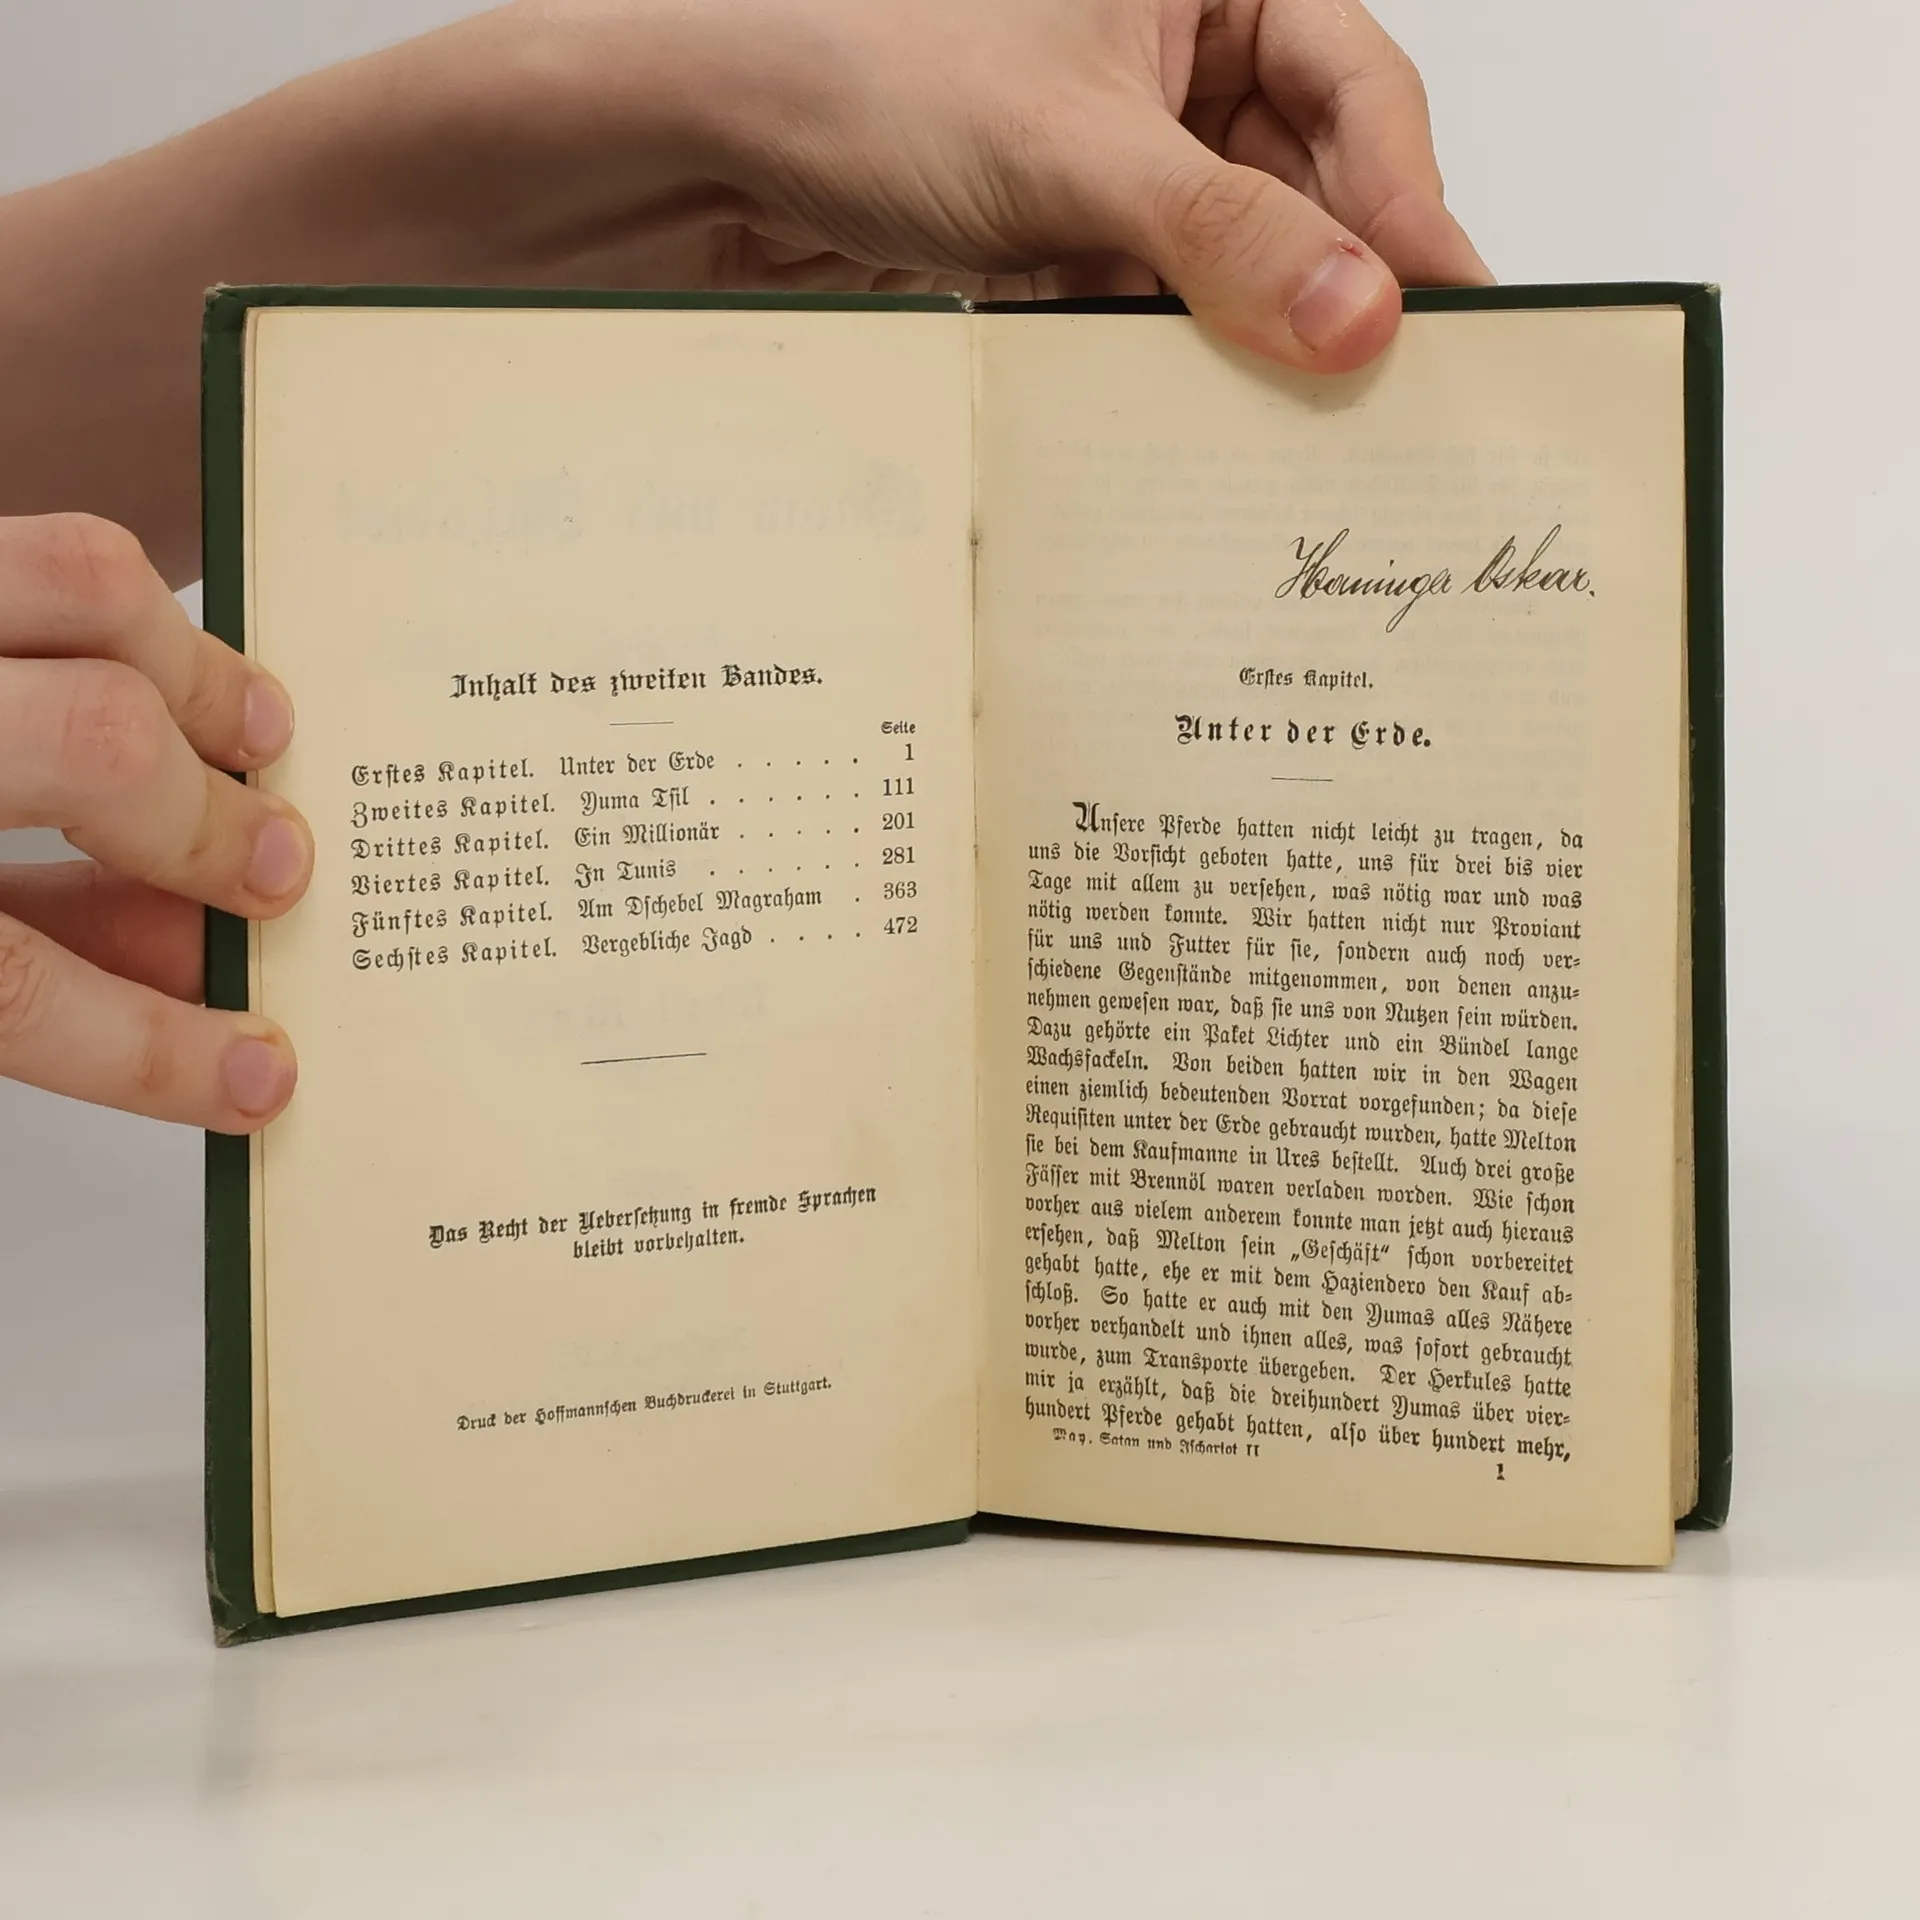 Inhalt des zweiten Bandes.
Seite
Erstes Kapitel. Unter der Erde . . . . . 1
Zweites Kapitel. Yuma Tsil . . . . . . 111
Drittes Kapitel. Ein Millionär . . . . . 201
Viertes Kapitel. In Tunis . . . . . . 281
Fünftes Kapitel. Am Dschebel Magraham . 363
Sechstes Kapitel. Vergebliche Jagd . . . . 472
Das Recht der Uebersetzung in fremde Sprachen
bleibt vorbehalten.
Druck der Hoffmannschen Buchdruckerei in Stuttgart.
Oskar.
Erstes Kapitel.
Unter der Erde.
Unsere Pferde hatten nicht leicht zu tragen, da
uns die Vorsicht geboten hatte, uns für drei bis vier
Tage mit allem zu versehen, was nötig war und was
nötig werden konnte. Wir hatten nicht nur Proviant
für uns und Futter für sie, sondern auch noch ver-
schiedene Gegenstände mitgenommen, von denen anzu-
nehmen gewesen war, daß sie uns von Nutzen sein würden.
Dazu gehörte ein Paket Lichter und ein Bündel lange
Wachsfackeln. Von beiden hatten wir in den Wagen
einen ziemlich bedeutenden Vorrat vorgefunden; da diese
Requisiten unter der Erde gebraucht wurden, hatte Melton
sie bei dem Kaufmanne in Ures bestellt. Auch drei große
Fässer mit Brennöl waren verladen worden. Wie schon
vorher aus vielem anderem konnte man jetzt auch hieraus
ersehen, daß Melton sein „Geschäft“ schon vorbereitet
gehabt hatte, ehe er mit dem Haziendero den Kauf ab-
schloß. So hatte er auch mit den Yumas alles Nähere
vorher verhandelt und ihnen alles, was sofort gebraucht
wurde, zum Transporte übergeben. Der Herkules hatte
mir ja erzählt, daß die dreihundert Yumas über vier-
hundert Pferde gehabt hatten, also über hundert mehr,
May, Satan und Ischariot II
1